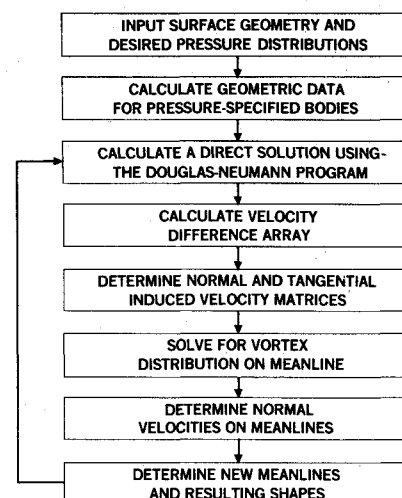 INPUT SURFACE GEOMETRY AND
DESIRED PRESSURE DISTRIBUTIONS
CALCULATE GEOMETRIC DATA
FOR PRESSURE-SPECIFIED BODIES
CALCULATE A DIRECT SOLUTION USING-
THE DOUGLAS-NEUMANN PROGRAM
CALCULATE VELOCITY
DIFFERENCE ARRAY
DETERMINE NORMAL AND TANGENTIAL
INDUCED VELOCITY MATRICES
SOLVE FOR VORTEX
DISTRIBUTION ON MEANLINE
DETERMINE NORMAL
VELOCITIES ON MEANLINES
DETERMINE NEW MEANLINES
AND RESULTING SHAPES